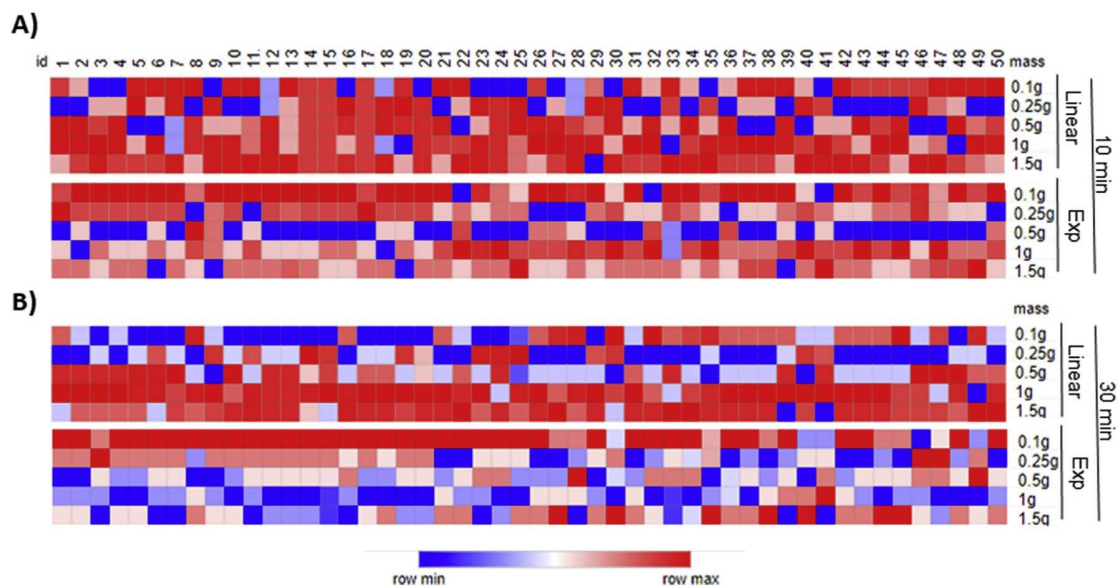 A)
id 1 2 3 4 5 6 7 8 9 10 11. 12 13 14 15 16 17 18 19 20 21 22 23 24 25 26 27 28 29 30 31 32 33 34 35 36 37 38 39 40 41 42 43 44 45 46 47 48 49 50 mass
0.1g
0.25g
0.5g
1g
1.5g
Linear
0.1g
0.25g
0.5g
1g
1.5g
Exp
10 min
B)
mass
0.1g
0.25g
0.5g
1g
1.5g
Linear
0.1g
0.25g
0.5g
1g
1.5g
Exp
30 min
row min row max